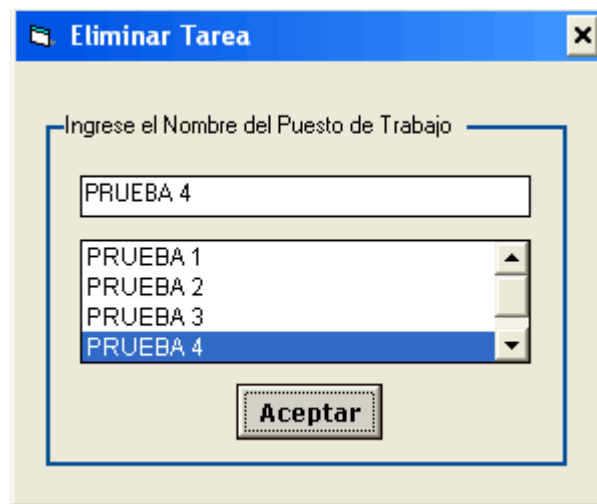 Eliminar Tarea
Ingrese el Nombre del Puesto de Trabajo
PRUEBA 4
PRUEBA 1
PRUEBA 2
PRUEBA 3
PRUEBA 4
Aceptar